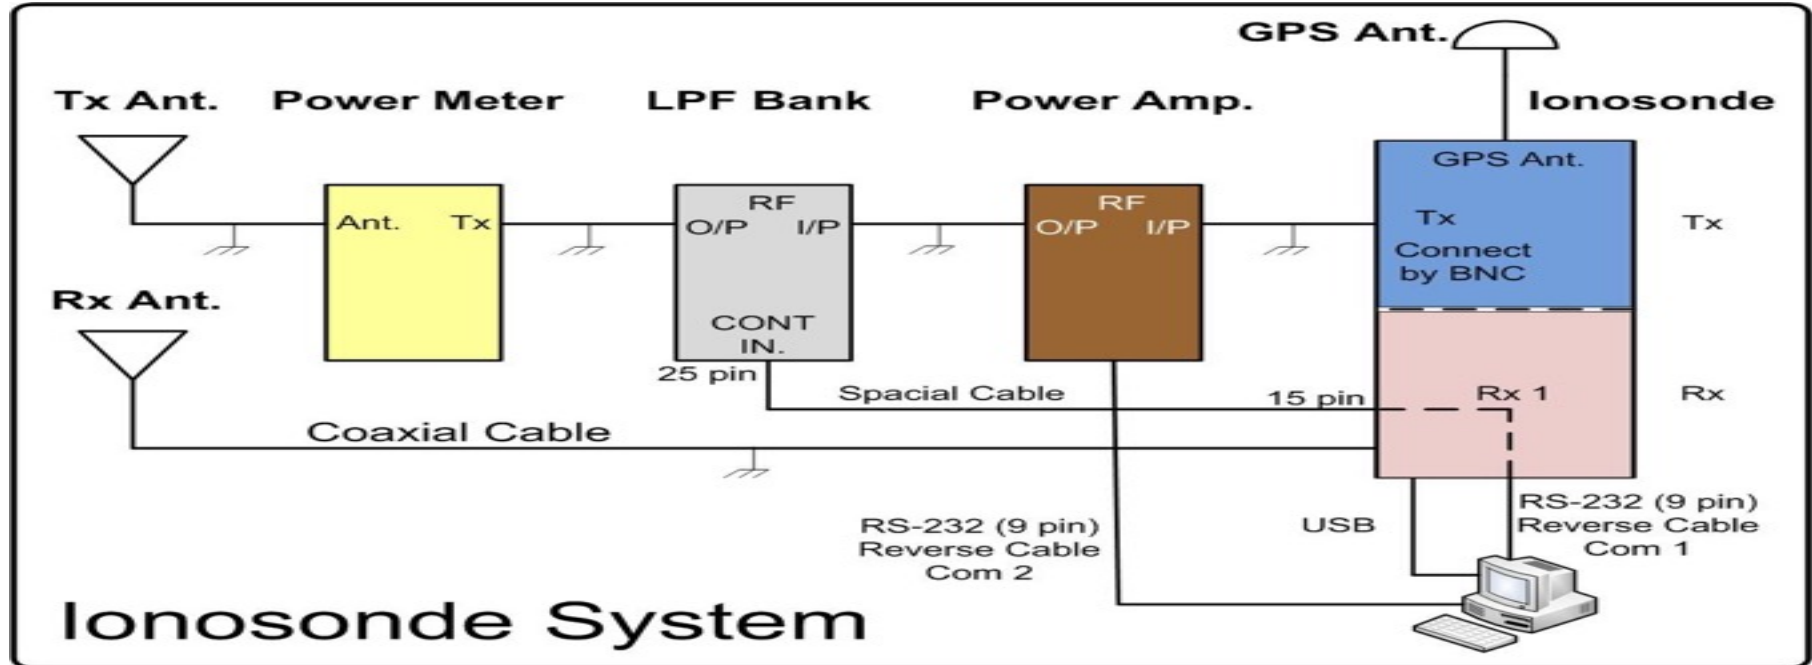 GPS Ant.
Tx Ant.
Power Meter
LPF Bank
Power Amp.
Ionosonde
GPS Ant.
Ant.
Tx
RF
O/P
I/P
RF
O/P
I/P
Tx
Connect
by BNC
Tx
Rx Ant.
CONT
IN.
25 pin
Spacial Cable
15 pin
Rx 1
Rx
Coaxial Cable
RS-232 (9 pin)
Reverse Cable
Com 2
USB
RS-232 (9 pin)
Reverse Cable
Com 1
Ionosonde System